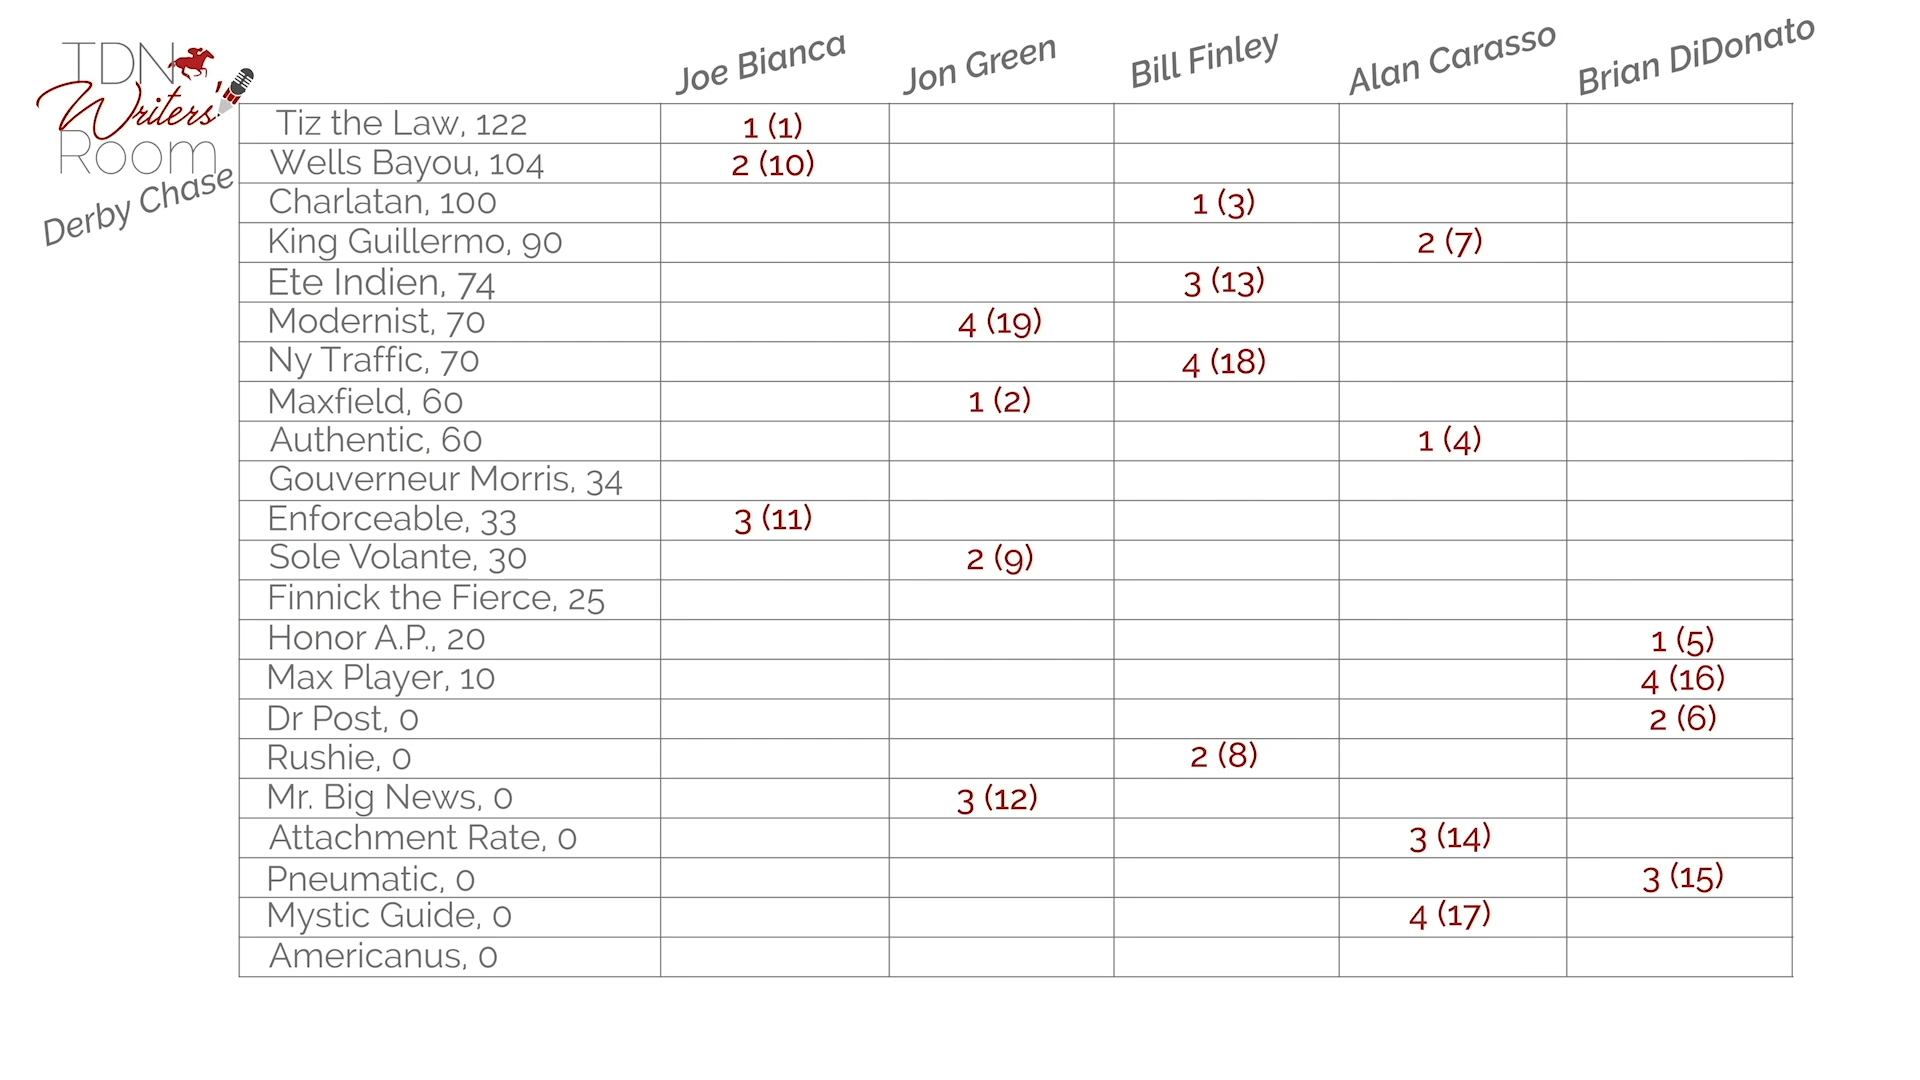 TDN
Writers'
Room
Derby Chase
Joe Bianca Jon Green Bill Finley Alan Carasso Brian DiDonato
Tiz the Law, 122 1 (1)
Wells Bayou, 104 2 (10)
Charlatan, 100 1 (3)
King Guillermo, 90 2 (7)
Ete Indien, 74 3 (13)
Modernist, 70 4 (19)
Ny Traffic, 70 4 (18)
Maxfield, 60 1 (2)
Authentic, 60 1 (4)
Gouverneur Morris, 34
Enforceable, 33 3 (11)
Sole Volante, 30 2 (9)
Finnick the Fierce, 25
Honor A.P., 20 1 (5)
Max Player, 10 4 (16)
Dr Post, 0 2 (6)
Rushie, 0 2 (8)
Mr. Big News, 0 3 (12)
Attachment Rate, 0 3 (14)
Pneumatic, 0 3 (15)
Mystic Guide, 0 4 (17)
Americanus, 0